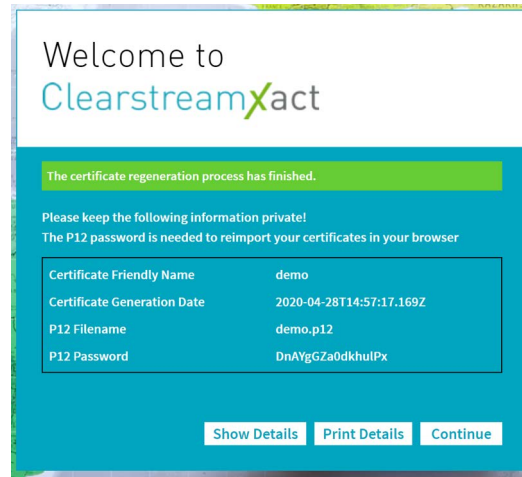 Welcome to
ClearstreamXact
The certificate regeneration process has finished.
Please keep the following information private!
The P12 password is needed to reimport your certificates in your browser
Certificate Friendly Name demo
Certificate Generation Date 2020-04-28T14:57:17.169Z
P12 Filename demo.p12
P12 Password DnAYgGZa0dkhulPx
Show Details Print Details Continue